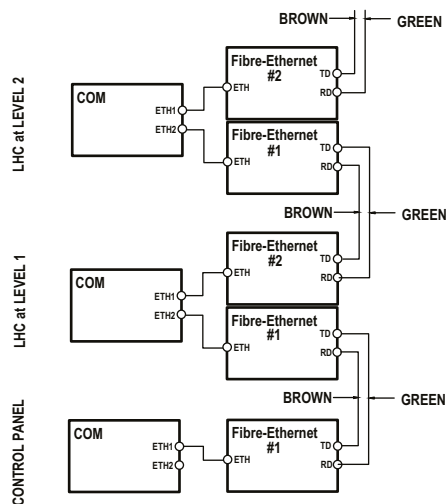 BROWN GREEN
LHC at LEVEL 2
COM
ETH1
ETH2
Fibre-Ethernet
#2
TD
ETH
RD
Fibre-Ethernet
#1
TD
ETH
RD
BROWN GREEN
LHC at LEVEL 1
COM
ETH1
ETH2
Fibre-Ethernet
#2
TD
ETH
RD
Fibre-Ethernet
#1
TD
ETH
RD
BROWN GREEN
CONTROL PANEL
COM
ETH1
ETH2
Fibre-Ethernet
#1
TD
ETH
RD